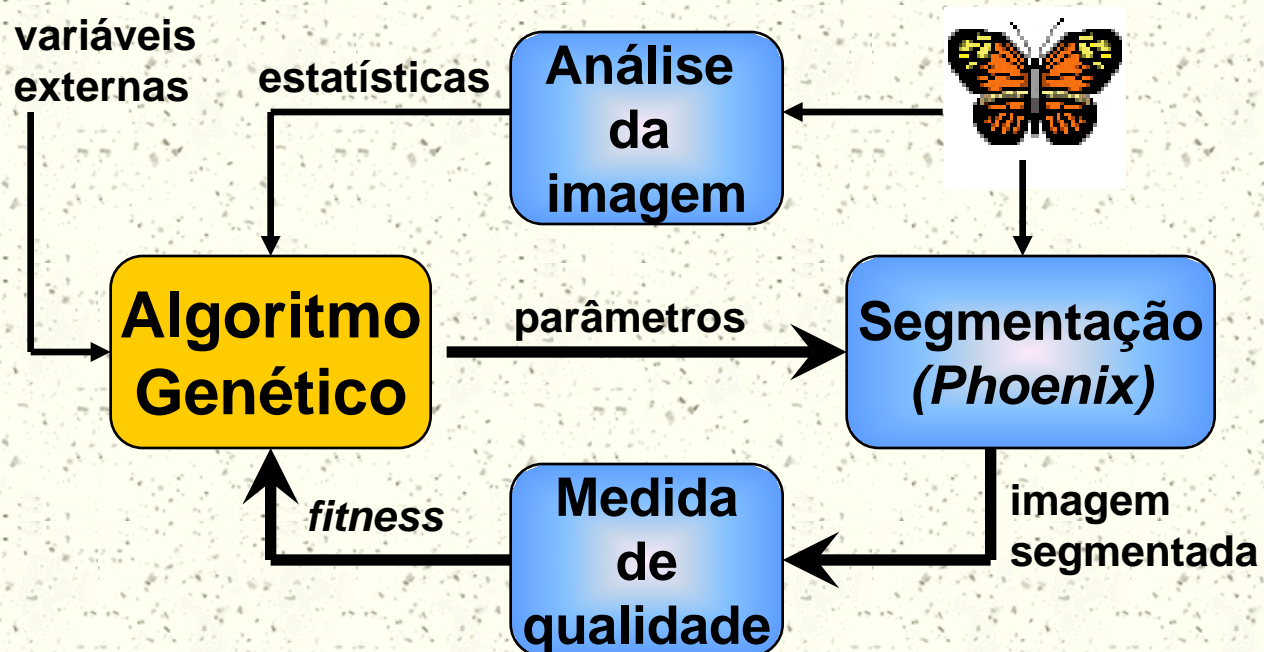 variáveis
externas
estatísticas
Análise
da
imagem
Algoritmo
Genético
parâmetros
Segmentação
(Phoenix)
fitness
Medida
de
qualidade
imagem
segmentada